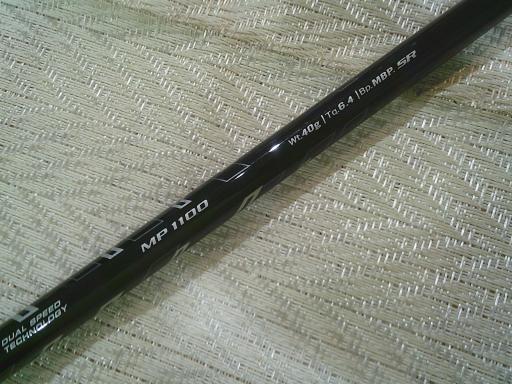 DUAL SPEED
TECHNOLOGY
MP 1100
Wt.40g | Tq.6.4 | Bp.MBP. SR